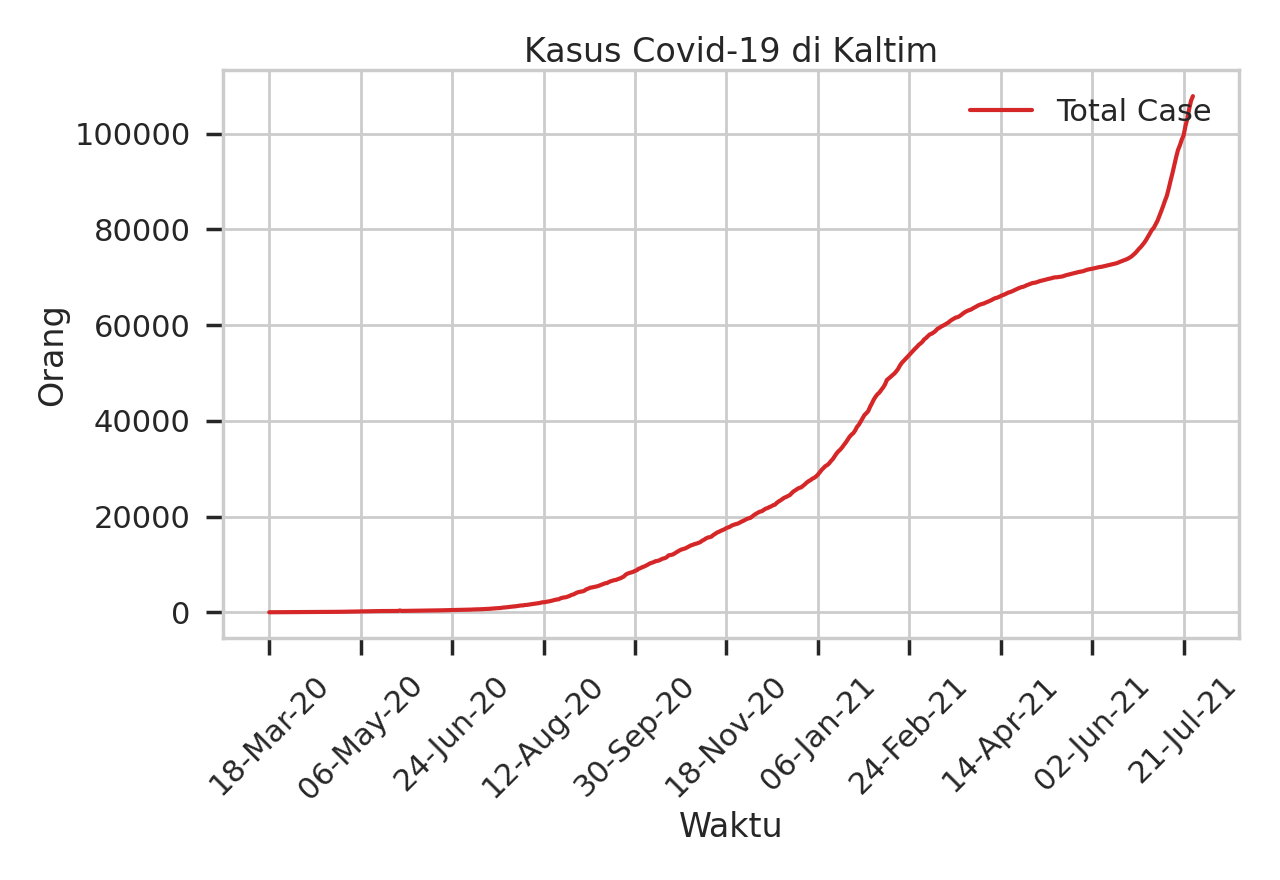 Kasus Covid-19 di Kaltim
Total Case
100000
80000
60000
40000
20000
0
Orang
18-Mar-20
06-May-20
24-Jun-20
12-Aug-20
30-Sep-20
18-Nov-20
06-Jan-21
24-Feb-21
14-Apr-21
02-Jun-21
21-Jul-21
Waktu